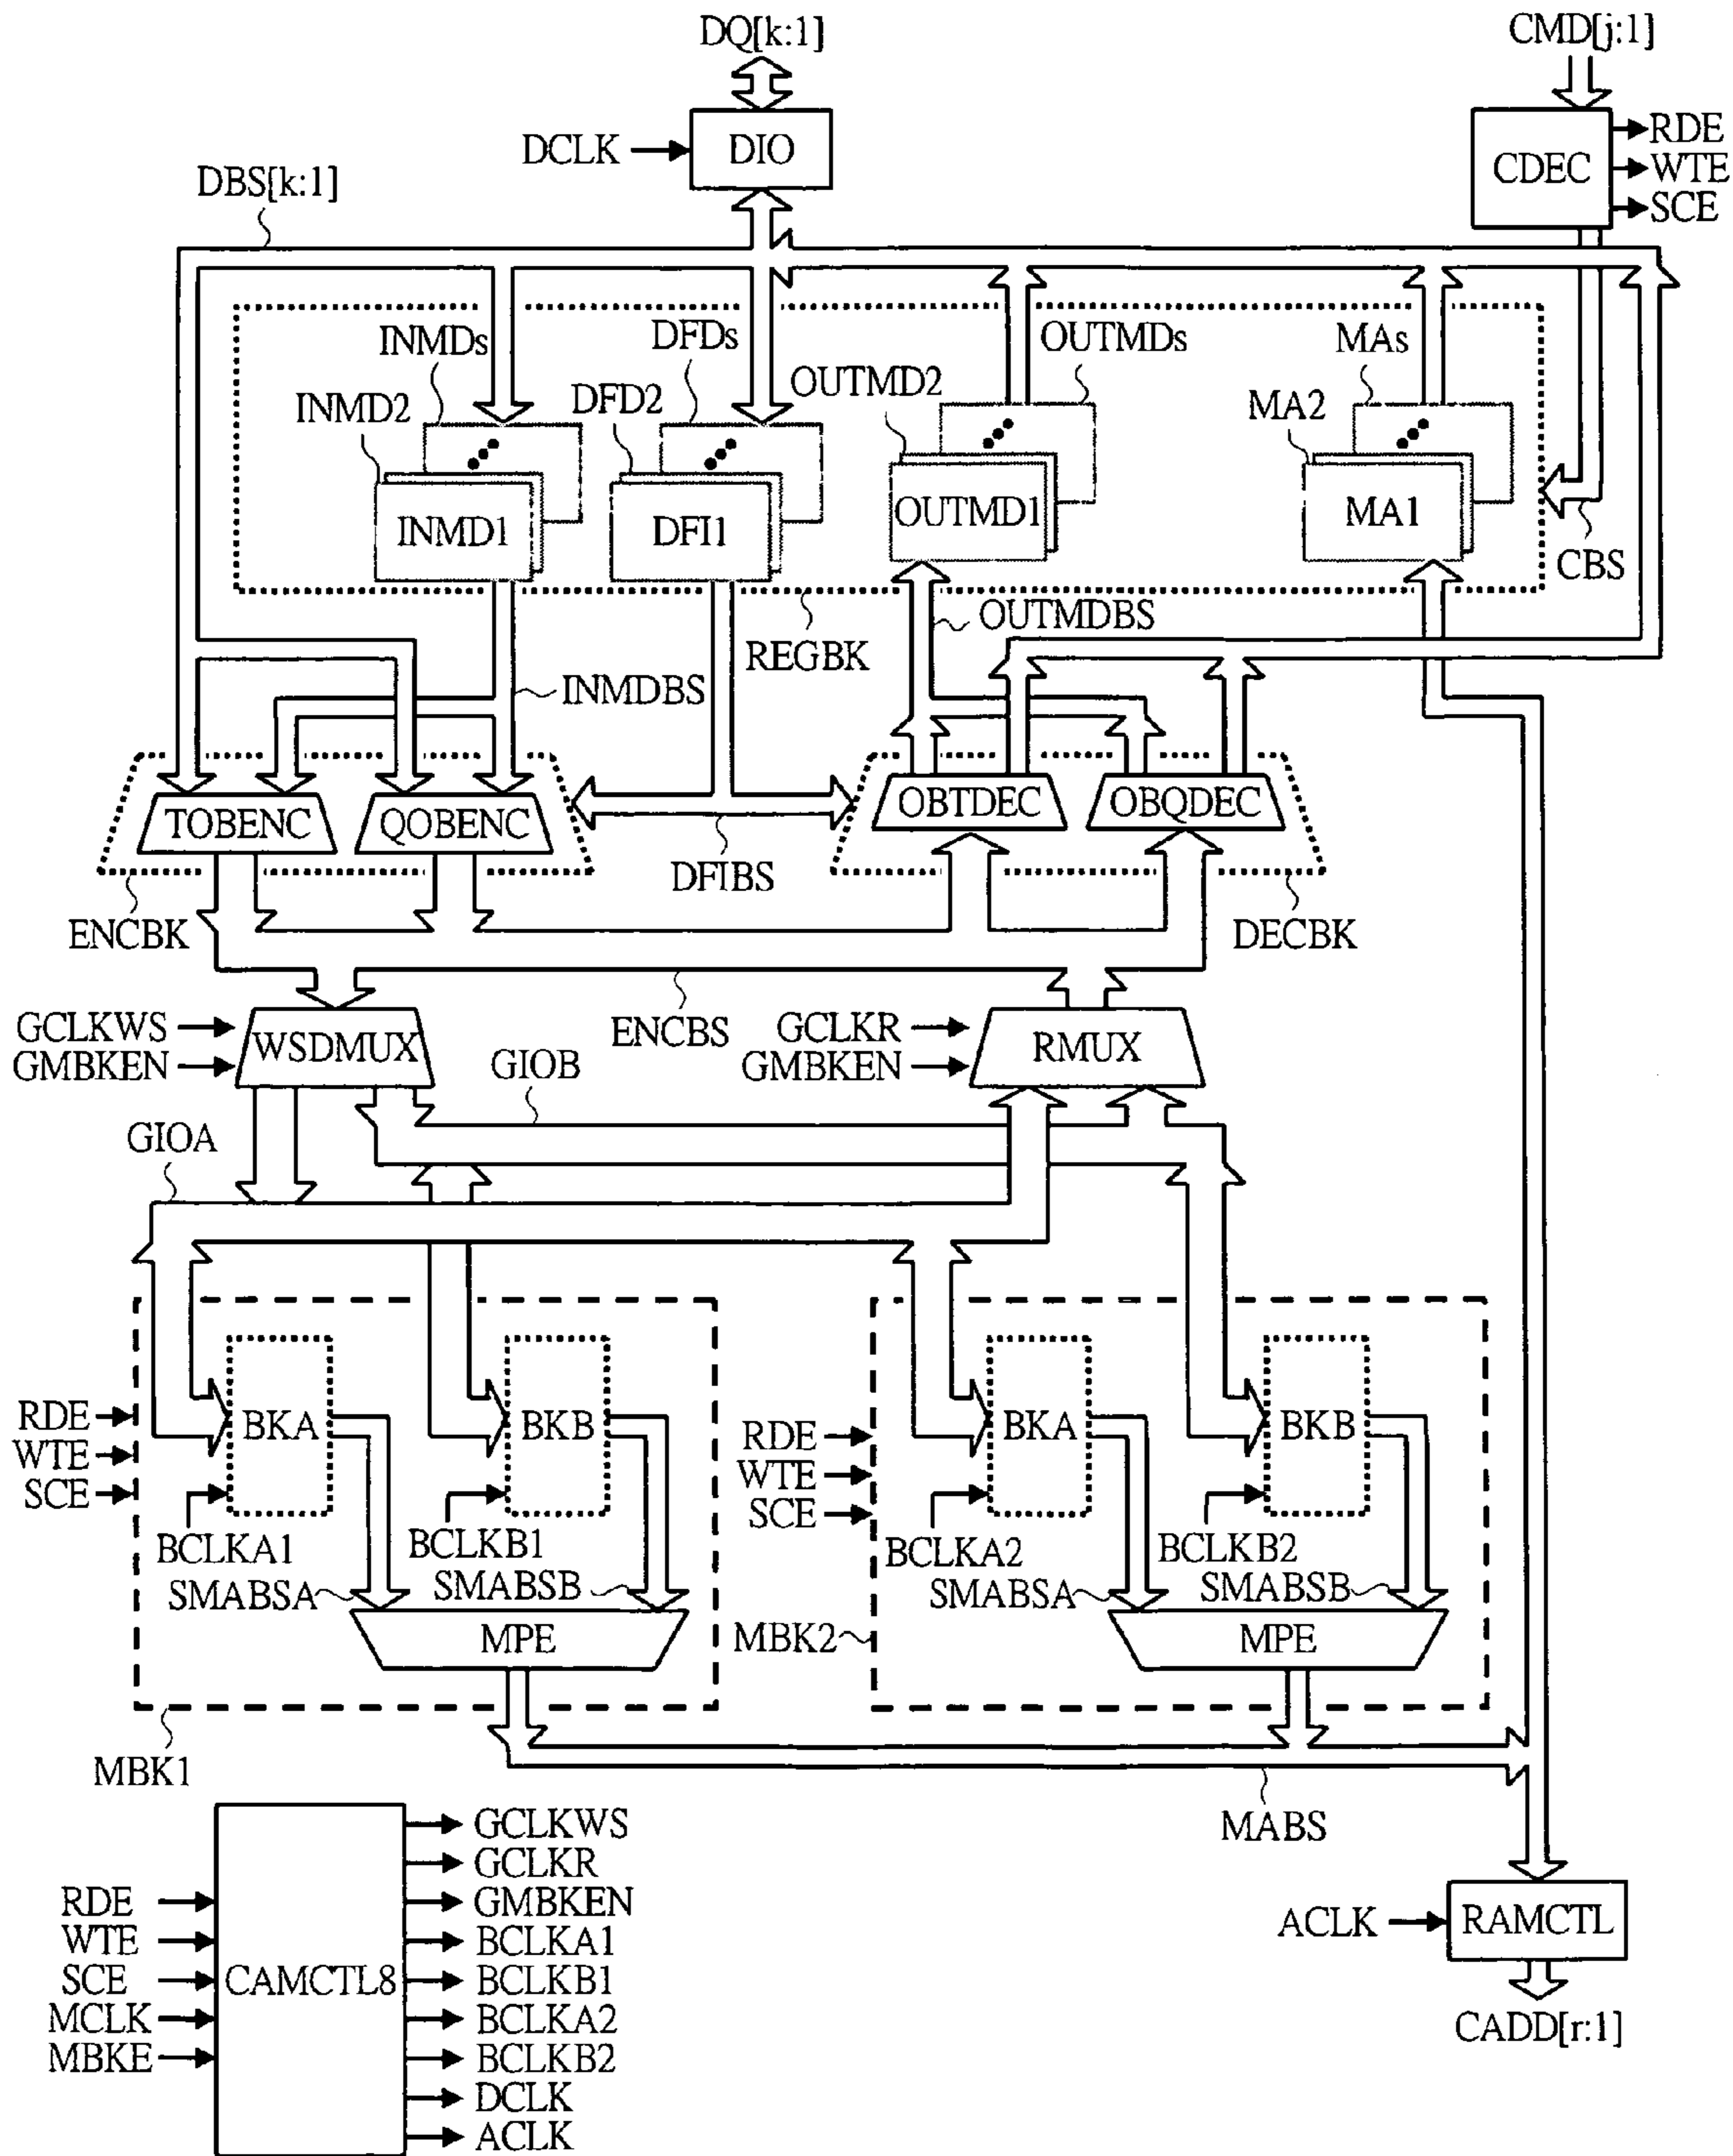 DQ[k:1]
CMD[j:1]
DCLK
DIO
CDEC
RDE
WTE
SCE
DBS[k:1]
INMDs
DFDs
OUTMDs
MAs
INMD2
DFD2
OUTMD2
MA2
INMD1
DFI1
OUTMD1
MA1
CBS
OUTMDBS
REGBK
INMDBS
TOBENC
QOBENC
OBTDEC
OBQDEC
DFIBS
ENCBK
DECBK
GCLKWS
GMBKEN
WSDMUX
ENCBS
GCLKR
GMBKEN
RMUX
GIOB
GIOA
RDE
WTE
SCE
BKA
BKB
RDE
WTE
SCE
BKA
BKB
BCLKA1
BCLKB1
BCLKA2
BCLKB2
SMABSA
SMABSB
SMABSA
SMABSB
MPE
MBK2
MPE
MBK1
MABS
RDE
WTE
SCE
MCLK
MBKE
CAMCTL8
GCLKWS
GCLKR
GMBKEN
BCLKA1
BCLKB1
BCLKA2
BCLKB2
DCLK
ACLK
ACLK
RAMCTL
CADD[r:1]